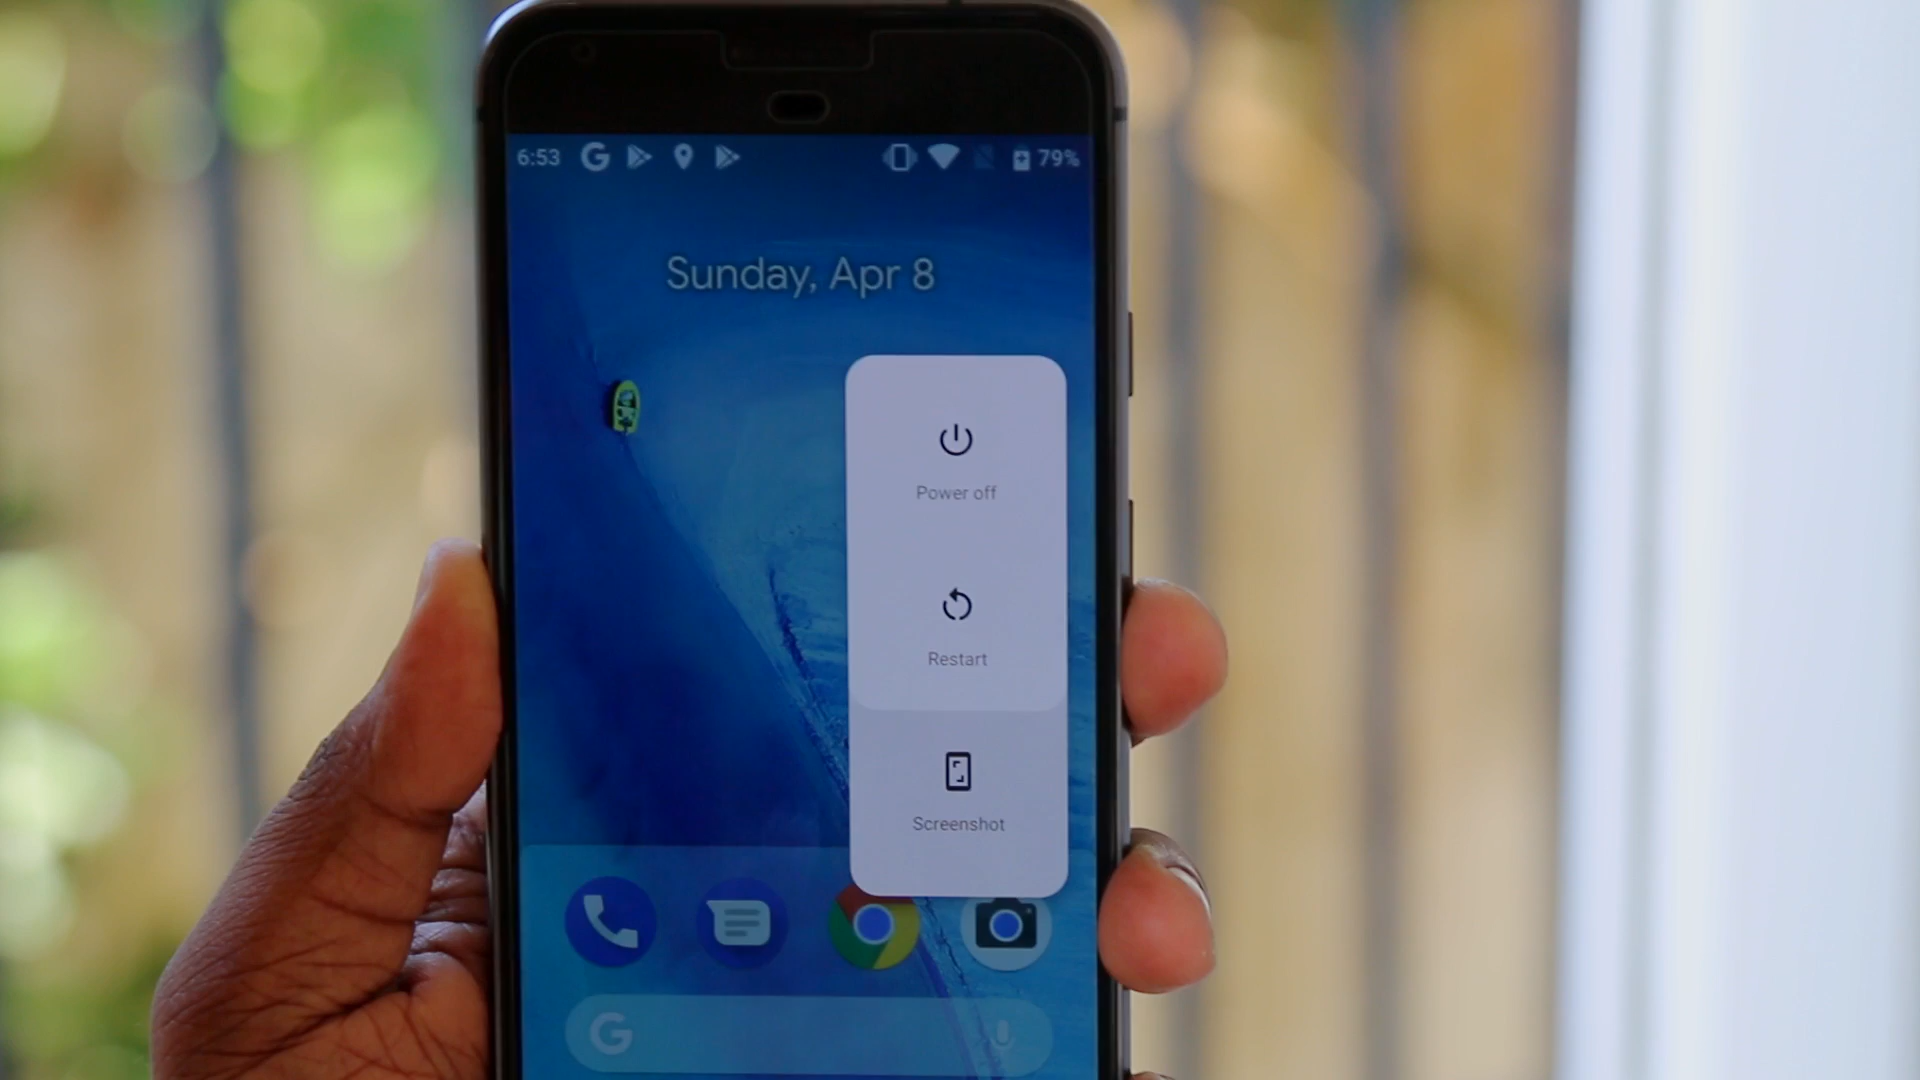 6:53 79%
Sunday, Apr 8
Power off
Restart
Screenshot
G